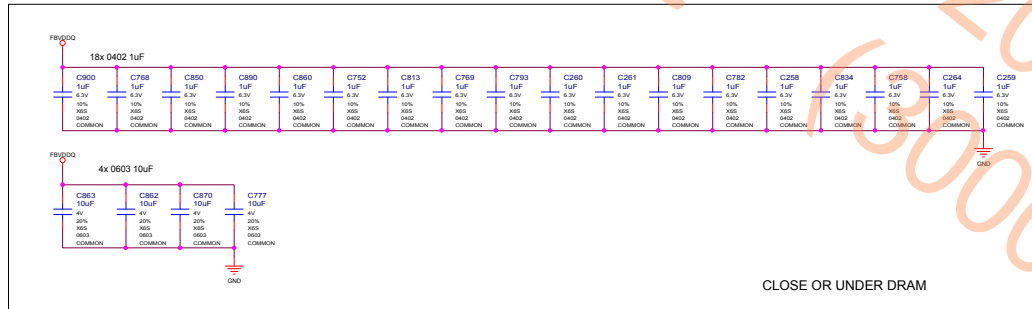 FBVDDQ
18x 0402 1uF
C900 C768 C850 C890 C860 C752 C813 C769 C793 C260 C261 C809 C782 C258 C834 C758 C264 C259
1uF 1uF 1uF 1uF 1uF 1uF 1uF 1uF 1uF 1uF 1uF 1uF 1uF 1uF 1uF 1uF 1uF 1uF
6.3V 6.3V 6.3V 6.3V 6.3V 6.3V 6.3V 6.3V 6.3V 6.3V 6.3V 6.3V 6.3V 6.3V 6.3V 6.3V 6.3V 6.3V
10% 10% 10% 10% 10% 10% 10% 10% 10% 10% 10% 10% 10% 10% 10% 10% 10% 10%
X6S X6S X6S X6S X6S X6S X6S X6S X6S X6S X6S X6S X6S X6S X6S X6S X6S X6S
0402 0402 0402 0402 0402 0402 0402 0402 0402 0402 0402 0402 0402 0402 0402 0402 0402 0402
COMMON COMMON COMMON COMMON COMMON COMMON COMMON COMMON COMMON COMMON COMMON COMMON COMMON COMMON COMMON COMMON COMMON COMMON
GND
FBVDDQ
4x 0603 10uF
C863 C862 C870 C777
10uF 10uF 10uF 10uF
4V 4V 4V 4V
20% 20% 20% 20%
X6S X6S X6S X6S
0603 0603 0603 0603
COMMON COMMON COMMON COMMON
GND
CLOSE OR UNDER DRAM